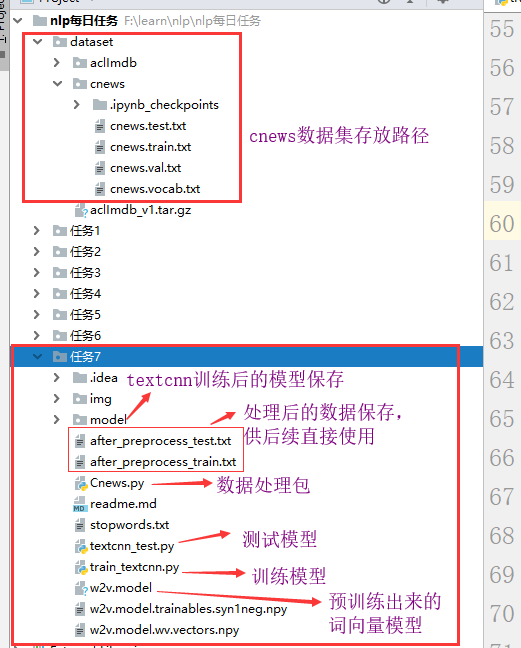 nlp每日任务 F:\learn\nlp\nlp每日任务
dataset
aclImdb
cnews
.ipynb_checkpoints
cnews.test.txt
cnews.train.txt
cnews.val.txt
cnews.vocab.txt
cnews数据集存放路径
aclImdb_v1.tar.gz
任务1
任务2
任务3
任务4
任务5
任务6
任务7
.idea
textcnn训练后的模型保存
img
model
处理后的数据保存,
供后续直接使用
after_preprocess_test.txt
after_preprocess_train.txt
Cnews.py
数据处理包
readme.md
stopwords.txt
textcnn_test.py
测试模型
train_textcnn.py
训练模型
w2v.model
预训练出来的
词向量模型
w2v.model.trainables.syn1neg.npy
w2v.model.wv.vectors.npy
55
56
57
58
59
60
61
62
63
64
65
66
67
68
69
70